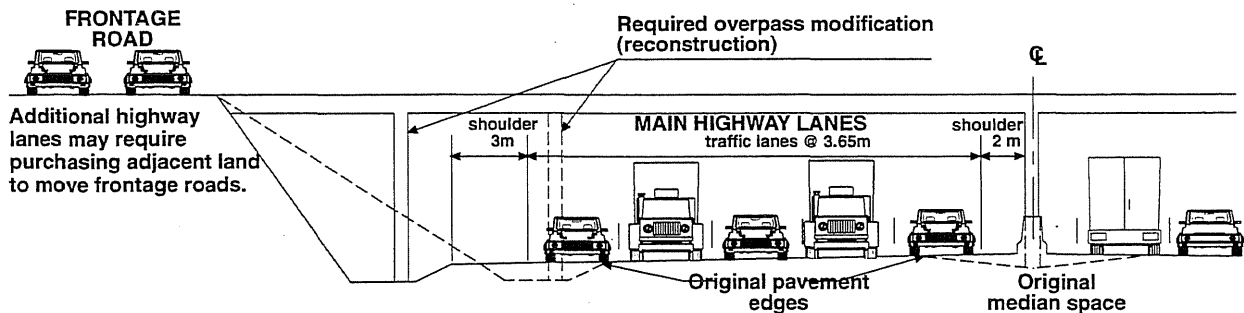 FRONTAGE
ROAD
Additional highway
lanes may require
purchasing adjacent land
to move frontage roads.
Required overpass modification
(reconstruction)
℄
shoulder
3m
MAIN HIGHWAY LANES
traffic lanes @ 3.65m
shoulder
2 m
Original pavement
edges
Original
median space